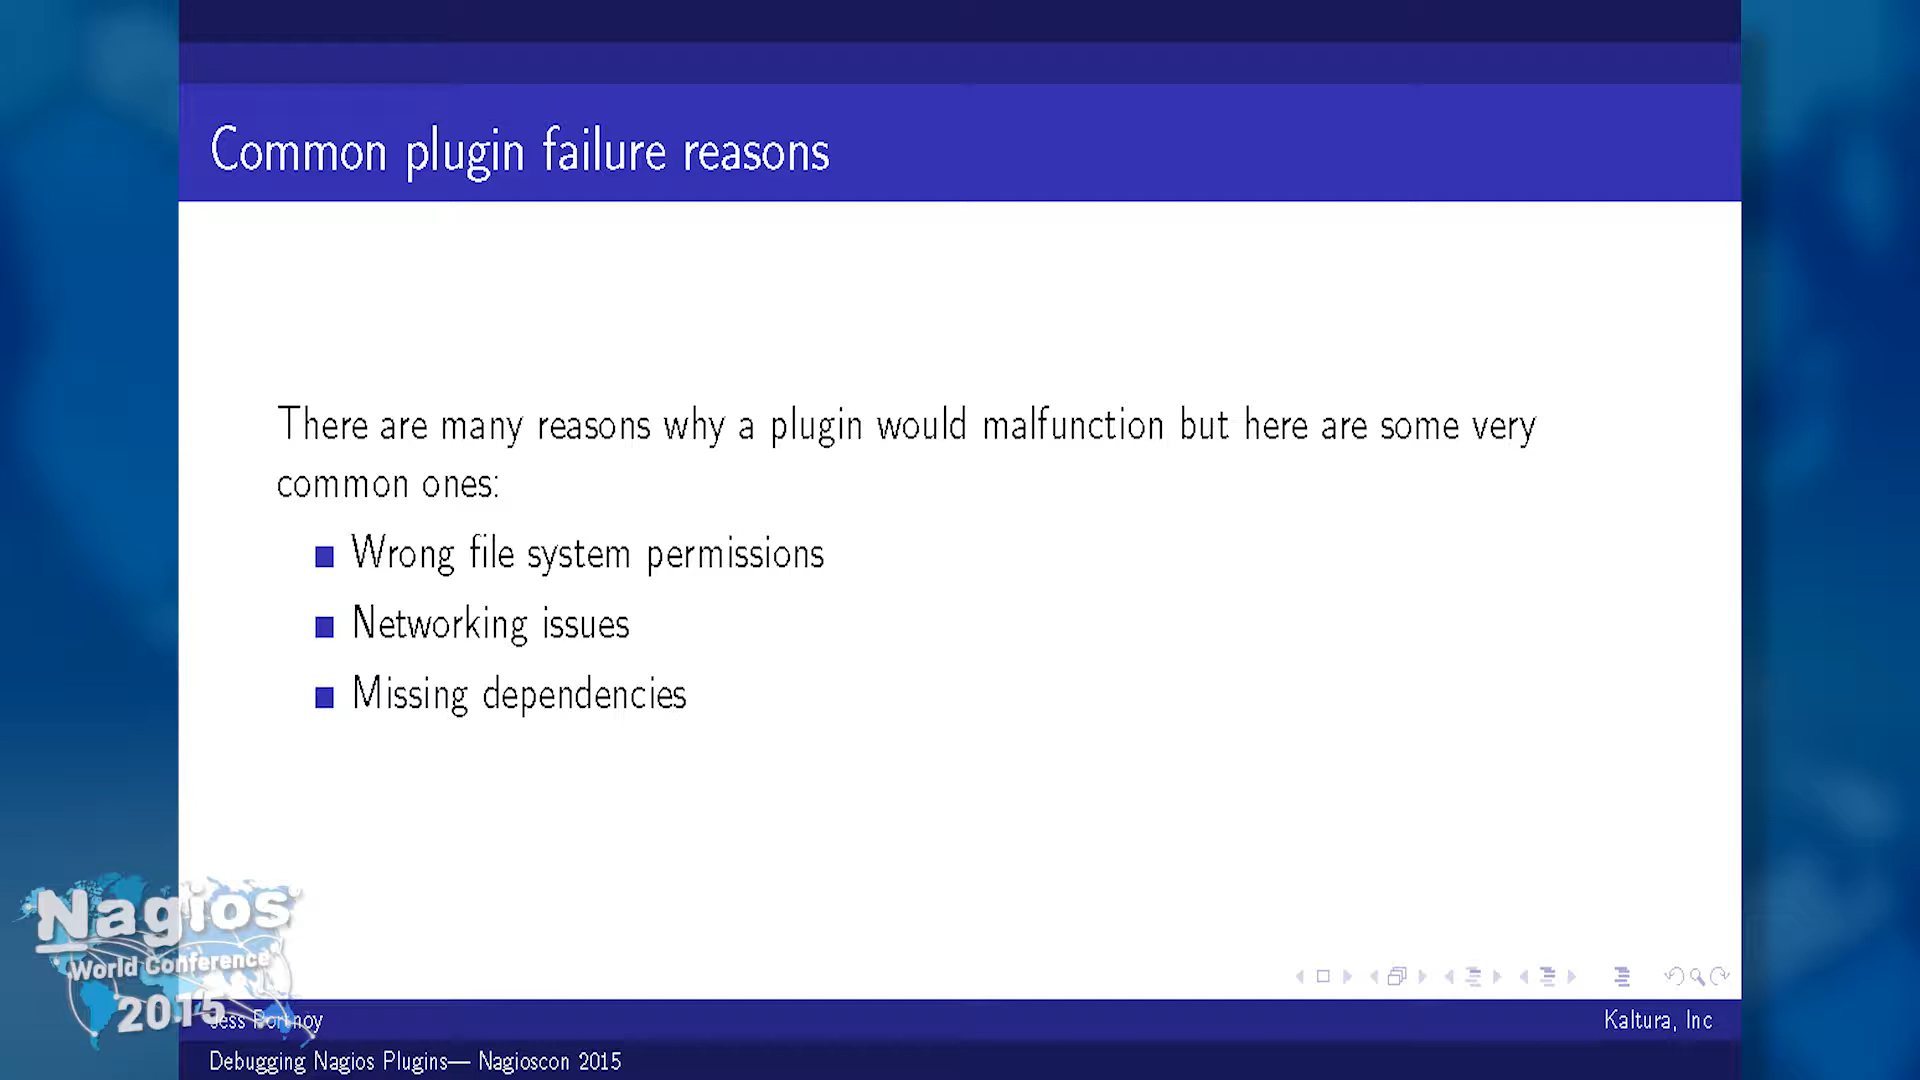 Common plugin failure reasons
There are many reasons why a plugin would malfunction but here are some very
common ones:
Wrong file system permissions
Networking issues
Missing dependencies
Nagios
World Conference
2015
Jess Portnoy
Kaltura, Inc
Debugging Nagios Plugins— Nagioscon 2015